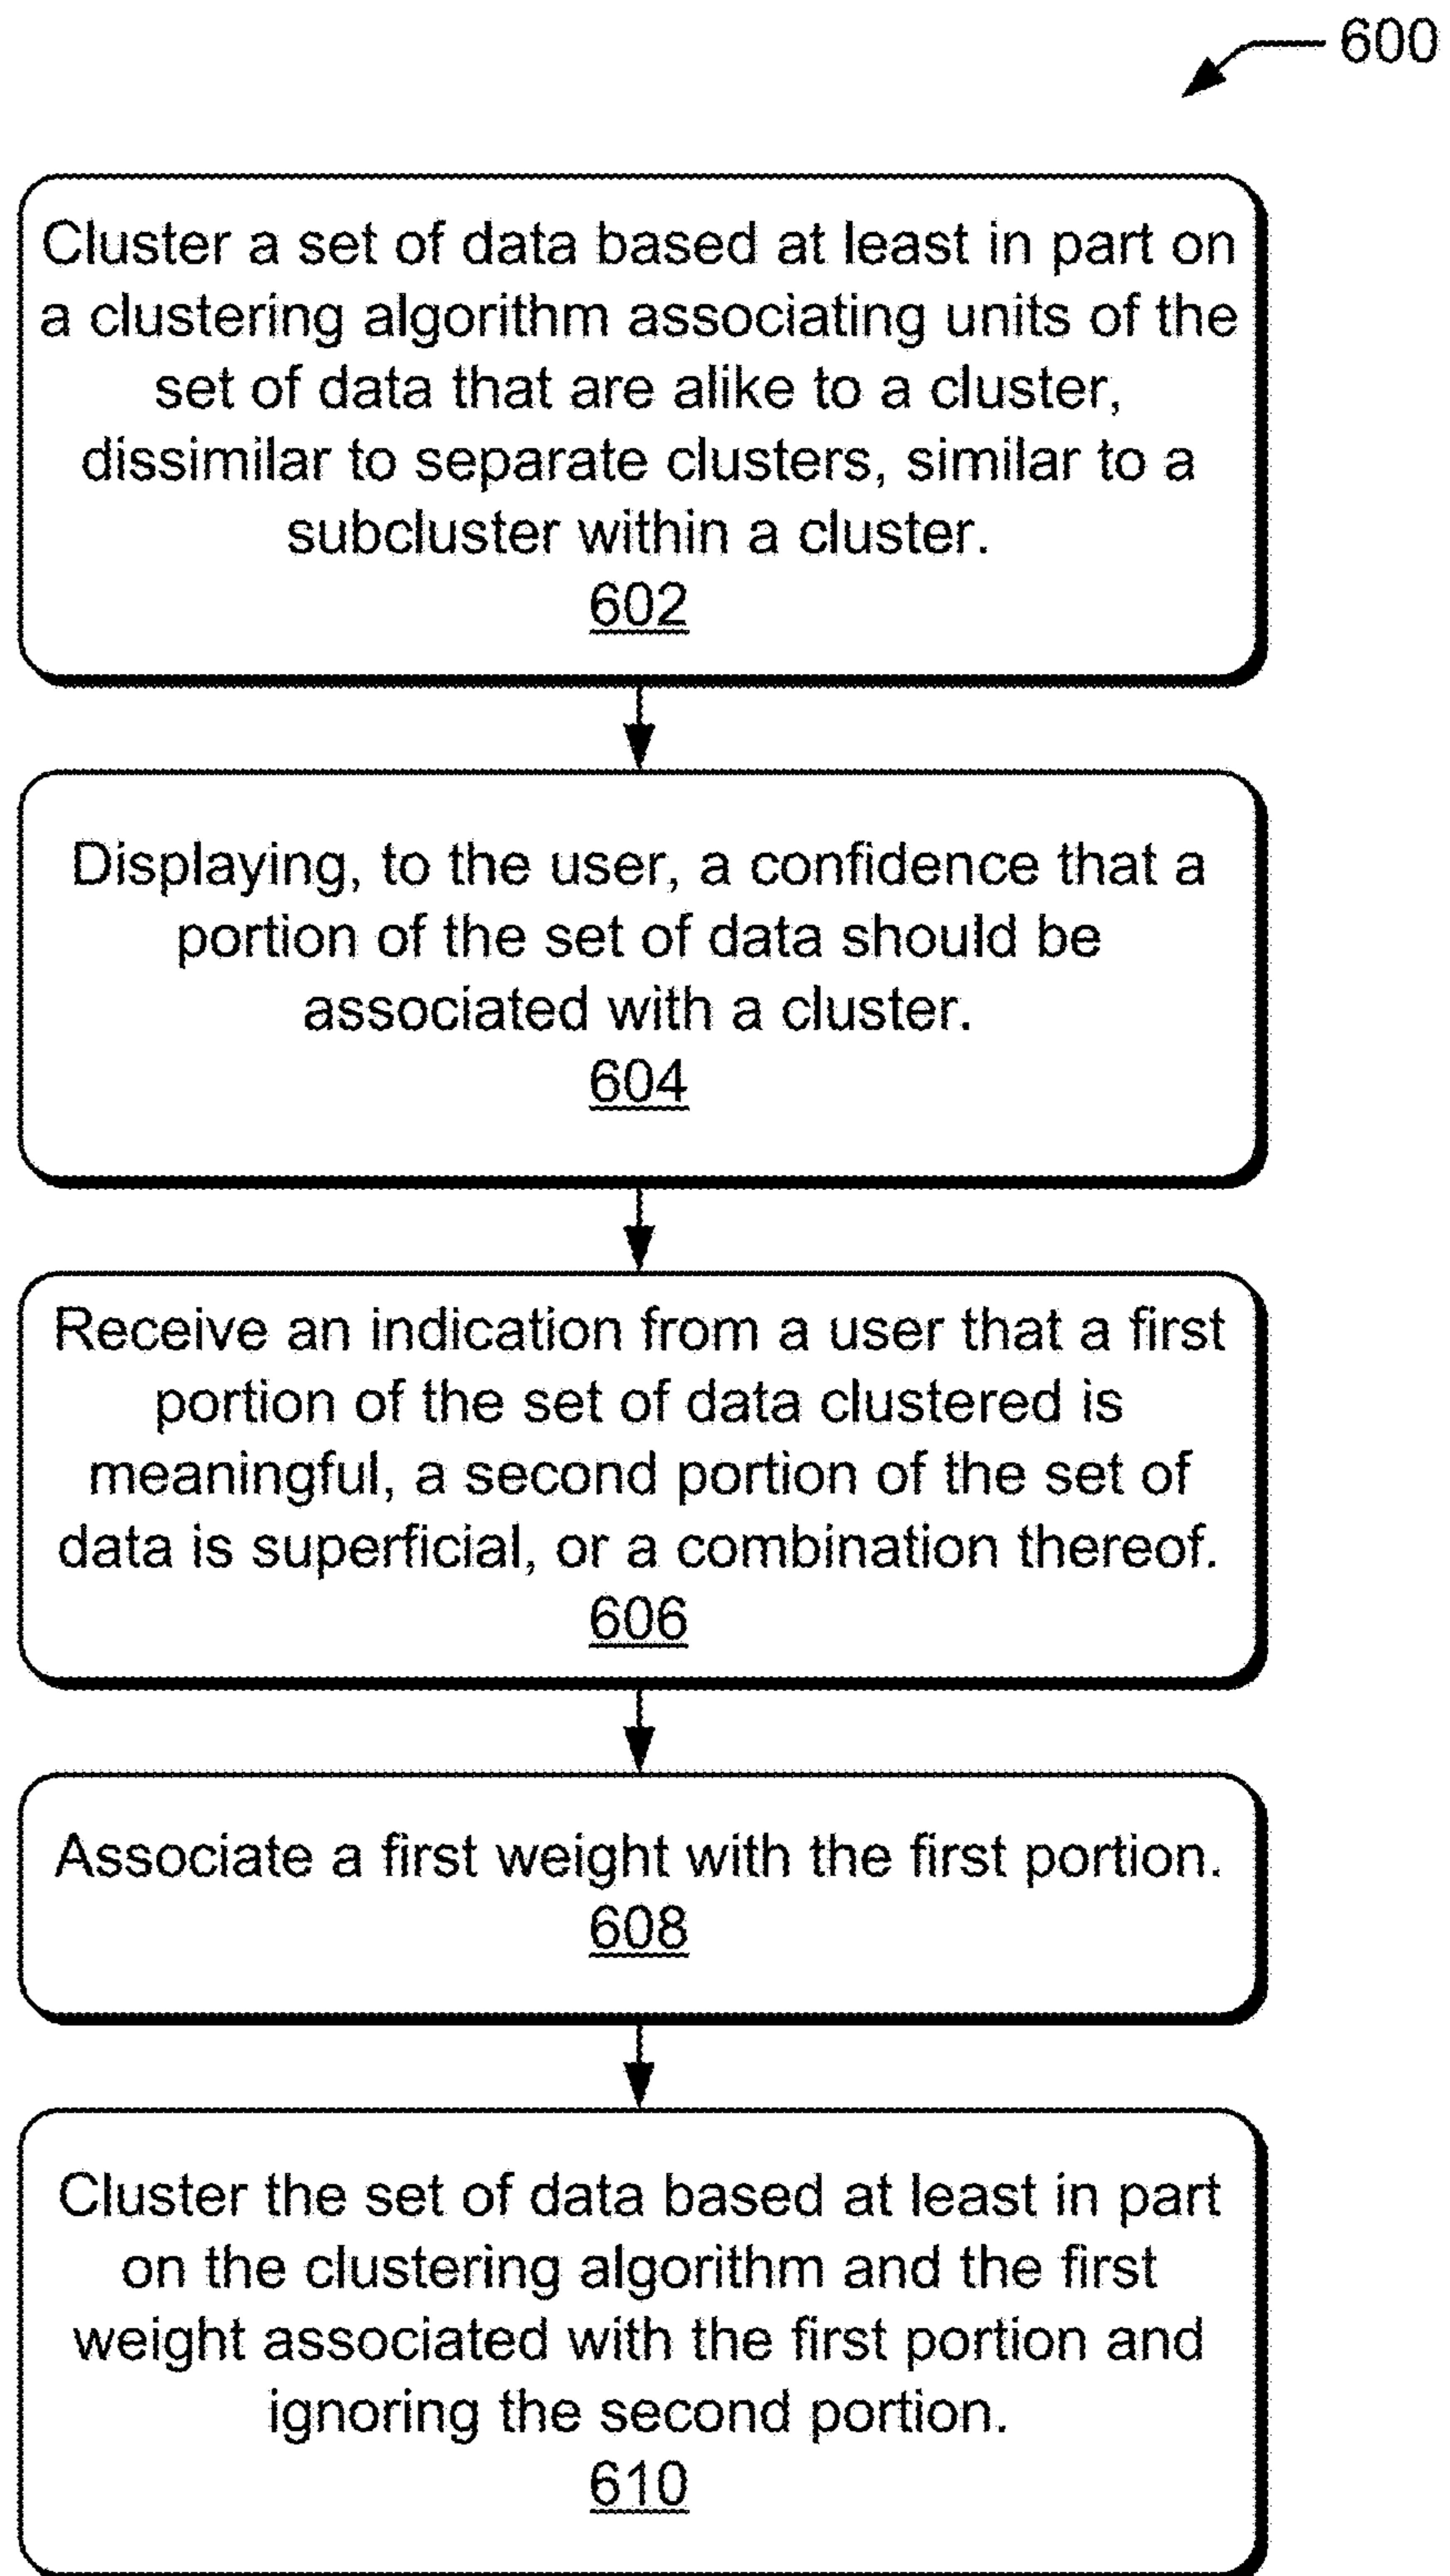 600
Cluster a set of data based at least in part on
a clustering algorithm associating units of the
set of data that are alike to a cluster,
dissimilar to separate clusters, similar to a
subcluster within a cluster.
602
Displaying, to the user, a confidence that a
portion of the set of data should be
associated with a cluster.
604
Receive an indication from a user that a first
portion of the set of data clustered is
meaningful, a second portion of the set of
data is superficial, or a combination thereof.
606
Associate a first weight with the first portion.
608
Cluster the set of data based at least in part
on the clustering algorithm and the first
weight associated with the first portion and
ignoring the second portion.
610